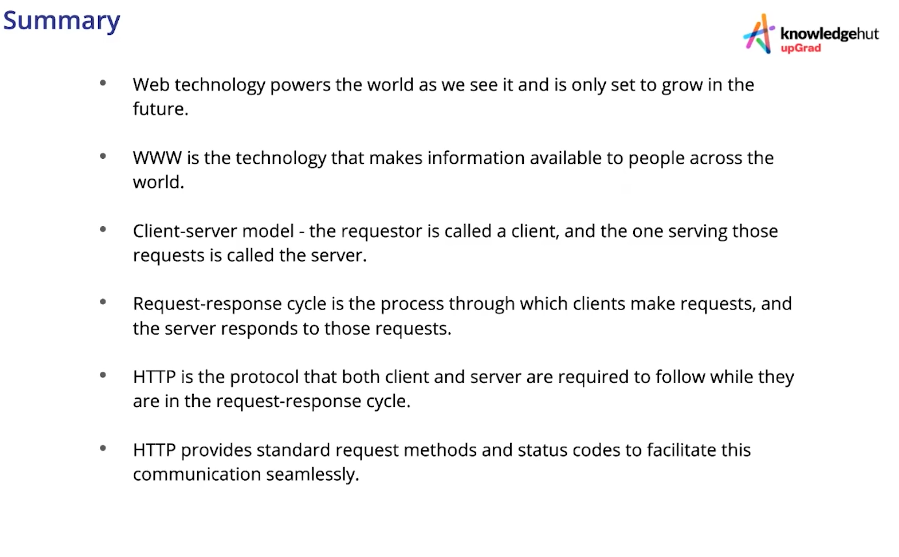 Summary
knowledgehut
upGrad
• Web technology powers the world as we see it and is only set to grow in the
future.
• WWW is the technology that makes information available to people across the
world.
• Client-server model - the requestor is called a client, and the one serving those
requests is called the server.
• Request-response cycle is the process through which clients make requests, and
the server responds to those requests.
• HTTP is the protocol that both client and server are required to follow while they
are in the request-response cycle.
• HTTP provides standard request methods and status codes to facilitate this
communication seamlessly.